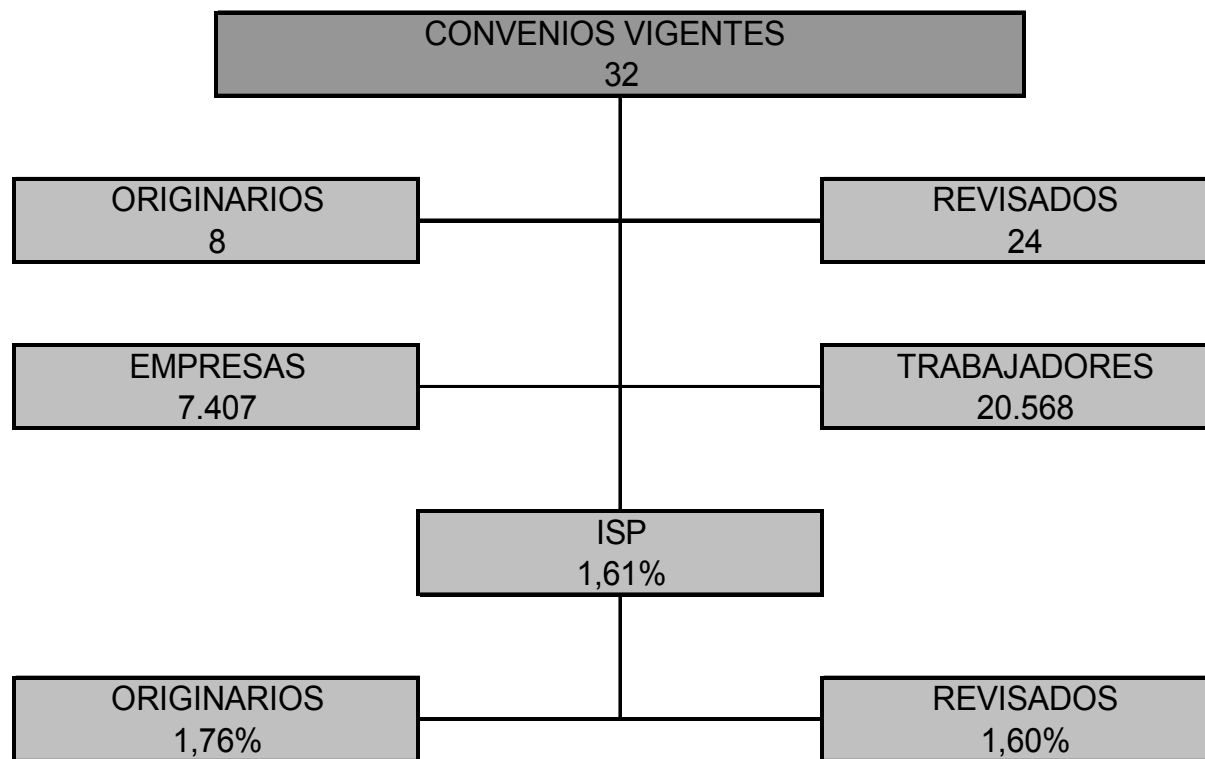 CONVENIOS VIGENTES
32
ORIGINARIOS
8
REVISADOS
24
EMPRESAS
7.407
TRABAJADORES
20.568
ISP
1,61%
ORIGINARIOS
1,76%
REVISADOS
1,60%